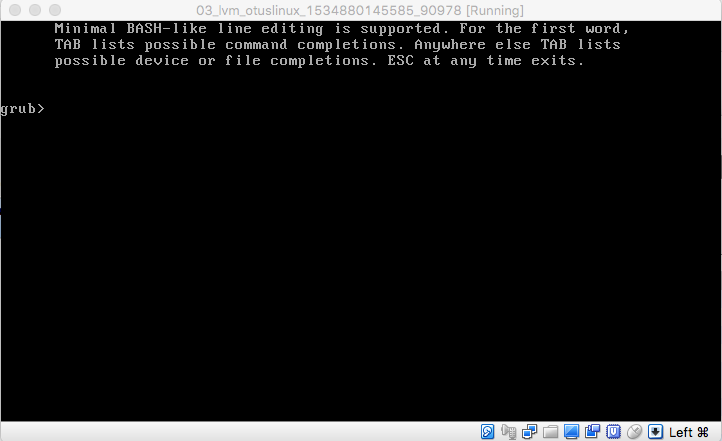 03_lvm_otuslinux_1534880145585_90978 [Running]
Minimal BASH-like line editing is supported. For the first word,
TAB lists possible command completions. Anywhere else TAB lists
possible device or file completions. ESC at any time exits.
grub>
Left ⌘